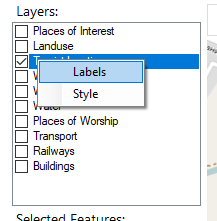 Layers:
Places of Interest
Landuse
Labels
Style
Water
Places of Worship
Transport
Railways
Buildings
Selected Features: